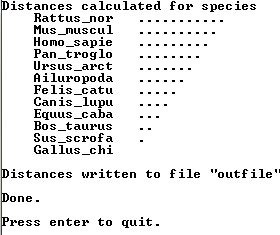 Distances calculated for species
    Rattus_nor   ...........
    Mus_muscul   ..........
    Homo_sapie   .........
    Pan_troglo   ........
    Ursus_arct   .......
    Ailuropoda   ......
    Felis_catu   .....
    Canis_lupu   ....
    Equus_caba   ...
    Bos_taurus   ..
    Sus_scrofa   .
    Gallus_chi
Distances written to file "outfile"
Done.
Press enter to quit.